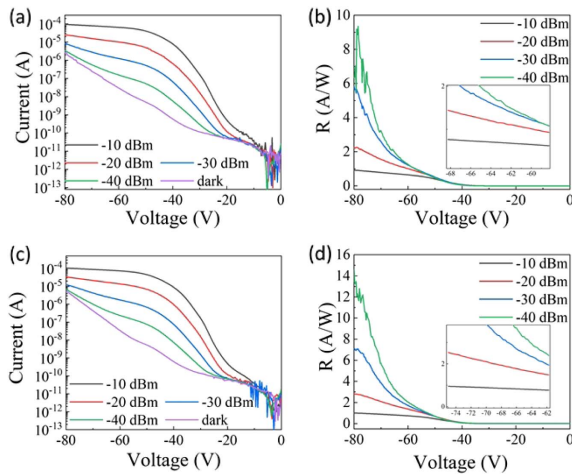 (a)
Current (A)
10-4
10-5
10-6
10-7
10-8
10-9
10-10
10-11
10-12
10-13
-10 dBm
-20 dBm
-30 dBm
-40 dBm
dark
-80 -60 -40 -20 0
Voltage (V)
(b)
R (A/W)
10
8
6
4
2
0
-10 dBm
-20 dBm
-30 dBm
-40 dBm
2
0
-68 -66 -64 -62 -60
-80 -60 -40 -20 0
Voltage (V)
(c)
Current (A)
10-4
10-5
10-6
10-7
10-8
10-9
10-10
10-11
10-12
10-13
-10 dBm
-20 dBm
-30 dBm
-40 dBm
dark
-80 -60 -40 -20 0
Voltage (V)
(d)
R (A/W)
16
14
12
10
8
6
4
2
0
-10 dBm
-20 dBm
-30 dBm
-40 dBm
2
0
-74 -72 -70 -68 -66 -64 -62
-80 -60 -40 -20 0
Voltage (V)